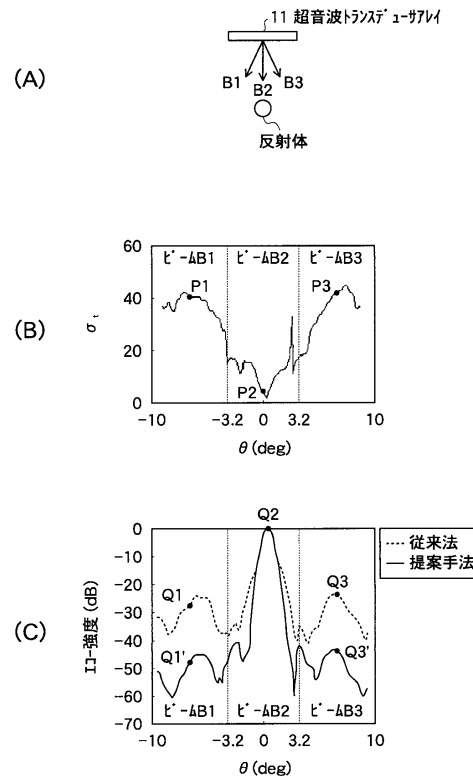 (A)
11 超音波トランスデューサアレイ
B1
B2
B3
反射体
(B)
ビームB1
ビームB2
ビームB3
60
40
20
0
σt
P1
P2
P3
-10
-3.2
0
3.2
10
θ(deg)
(C)
Q2
0
-10
-20
-30
-40
-50
-60
-70
エコー強度(dB)
Q1
Q3
Q1'
Q3'
従来法
提案手法
ビームB1
ビームB2
ビームB3
-10
-3.2
0
3.2
10
θ(deg)